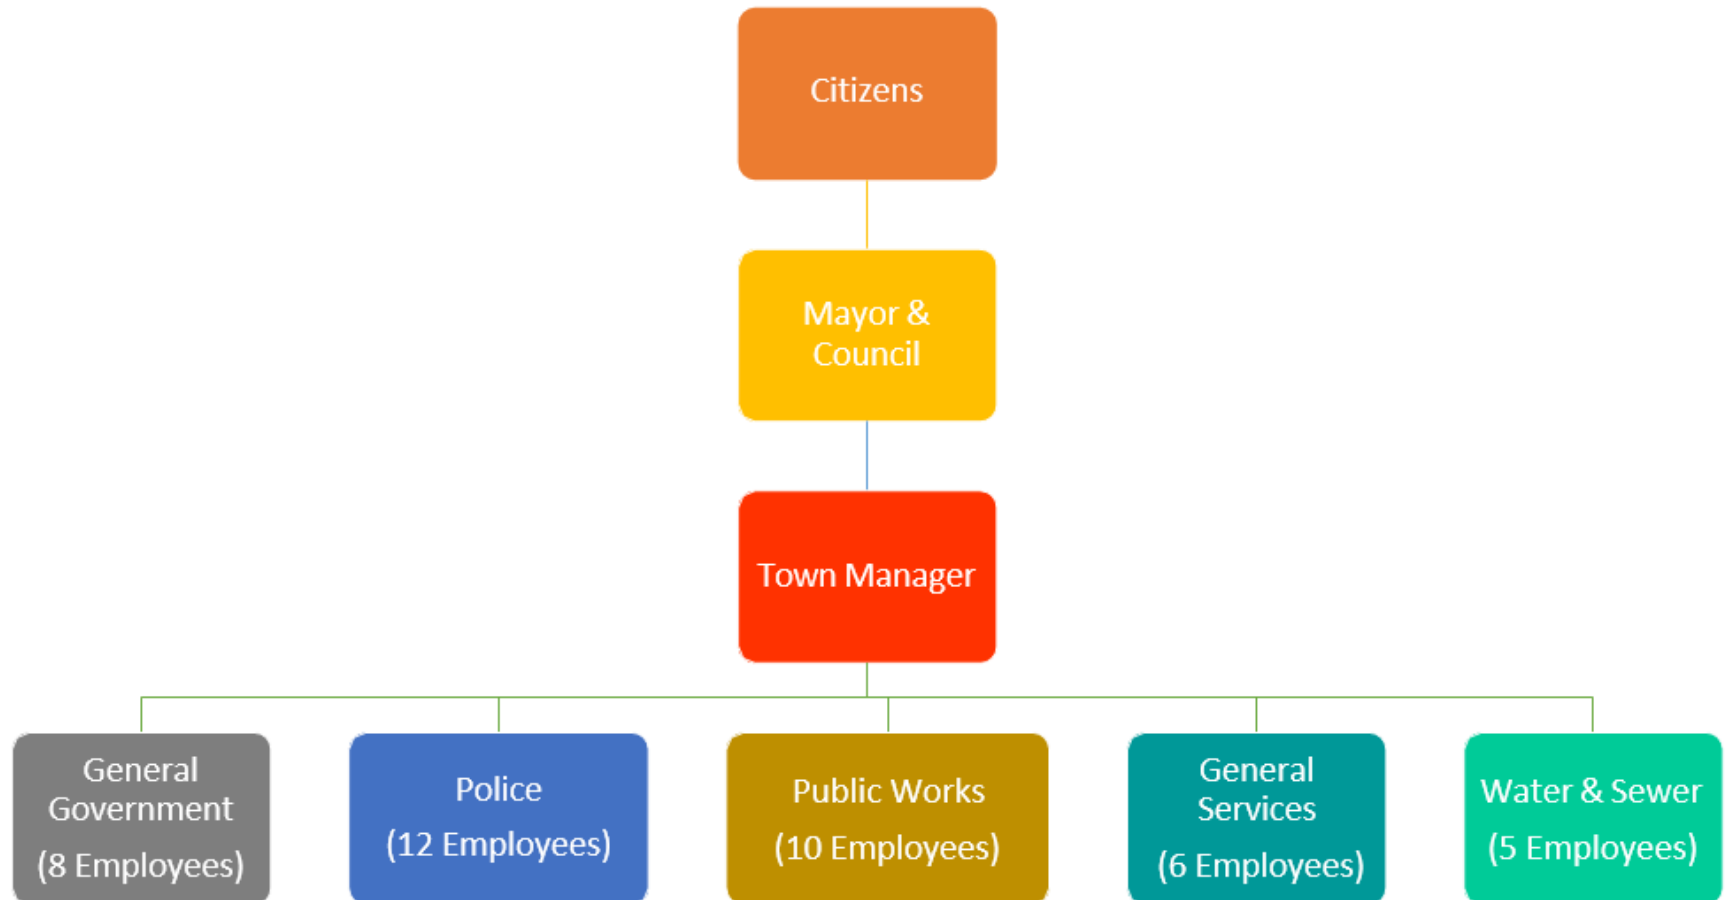 Citizens
Mayor &
Council
Town Manager
General
Government
(8 Employees)
Police
(12 Employees)
Public Works
(10 Employees)
General
Services
(6 Employees)
Water & Sewer
(5 Employees)